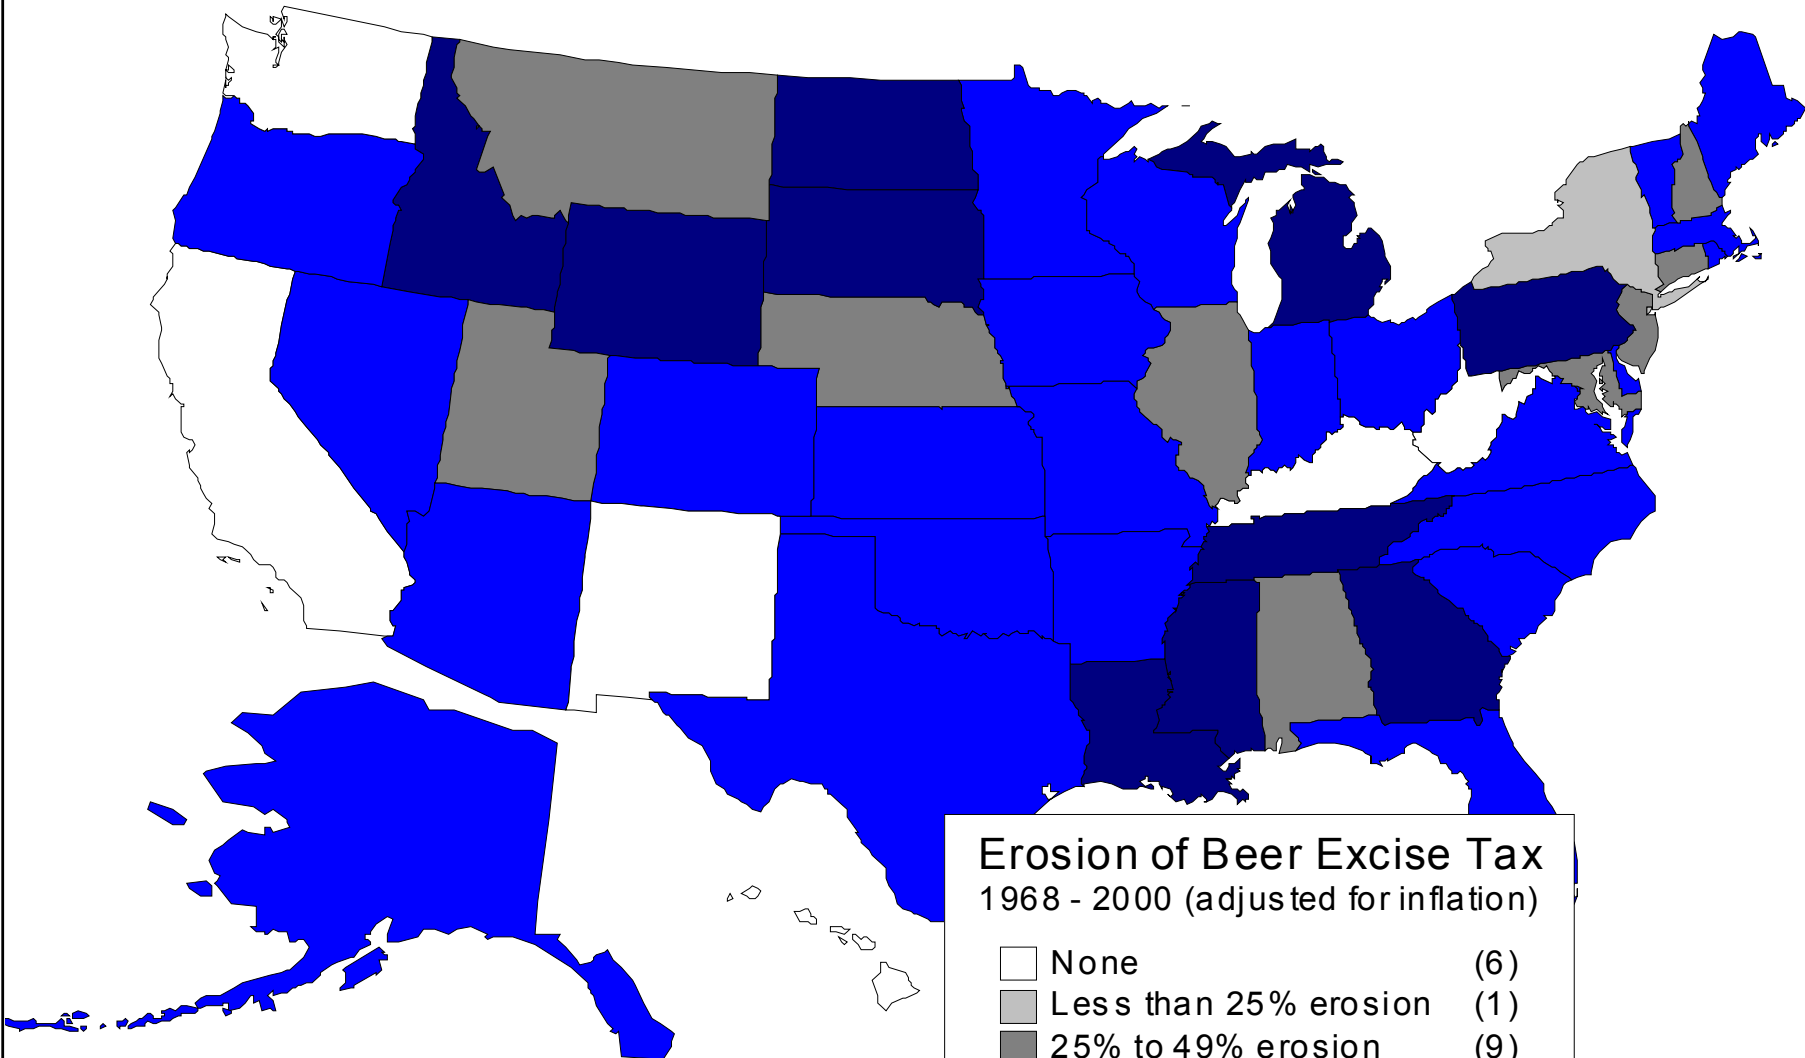 Erosion of Beer Excise Tax
1968 - 2000 (adjusted for inflation)
None (6)
Less than 25% erosion (1)
25% to 49% erosion (9)